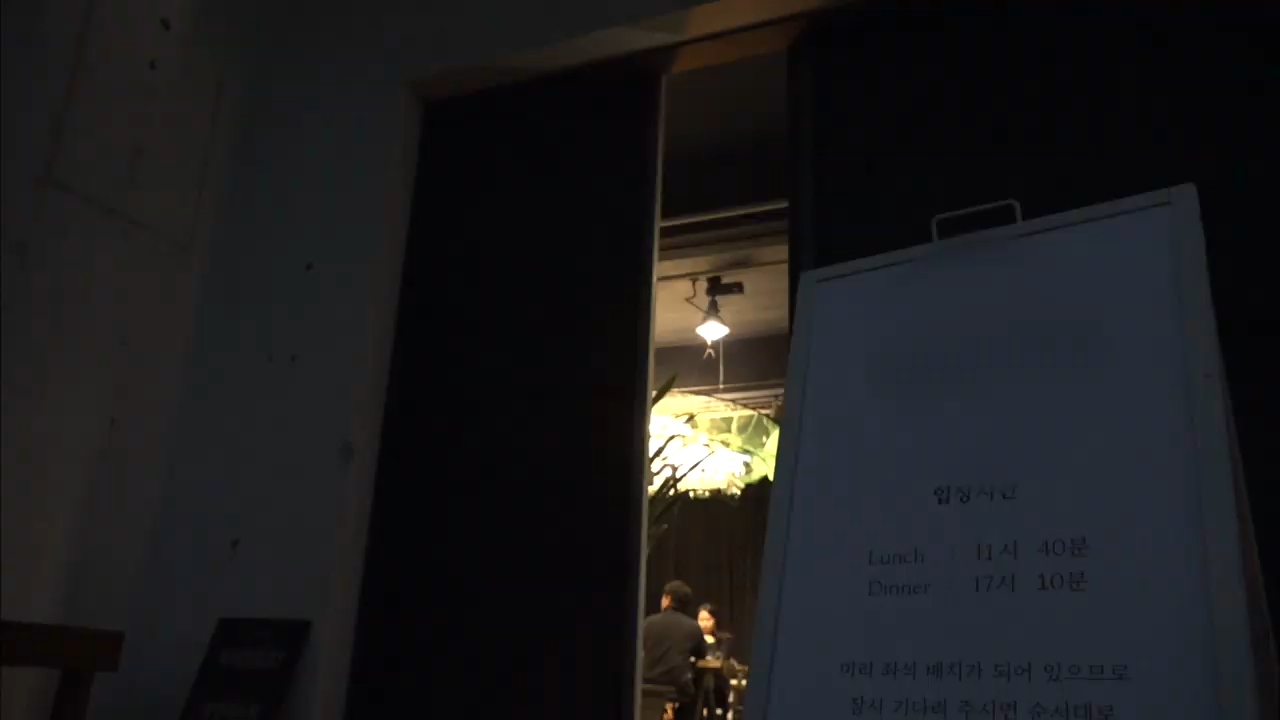 입장시간
Lunch : 11시 40분
Dinner : 17시 10분
미리 좌석 배치가 되어 있으므로
잠시 기다려 주시면 순서대로